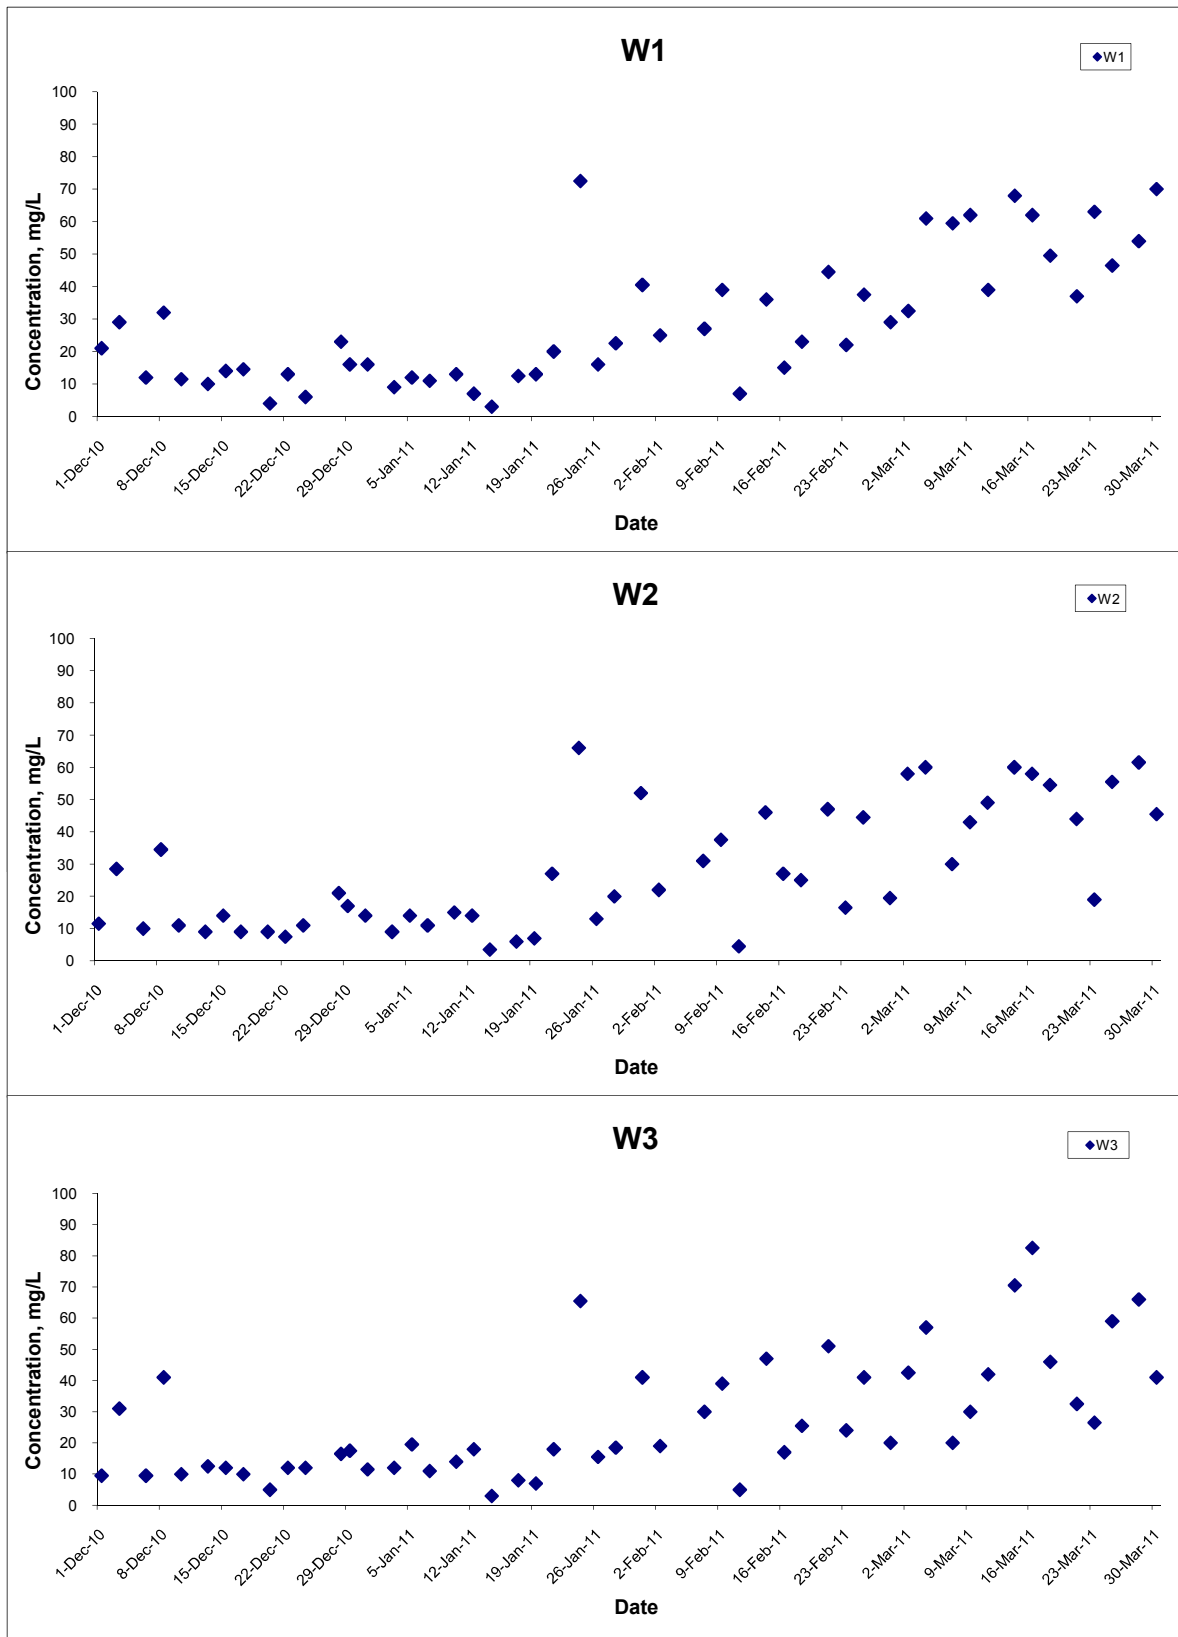 W1
W1
100
90
80
70
60
50
40
30
20
10
0
Concentration, mg/L
1-Dec-10 8-Dec-10 15-Dec-10 22-Dec-10 29-Dec-10 5-Jan-11 12-Jan-11 19-Jan-11 26-Jan-11 2-Feb-11 9-Feb-11 16-Feb-11 23-Feb-11 2-Mar-11 9-Mar-11 16-Mar-11 23-Mar-11 30-Mar-11
Date
W2
W2
100
90
80
70
60
50
40
30
20
10
0
Concentration, mg/L
1-Dec-10 8-Dec-10 15-Dec-10 22-Dec-10 29-Dec-10 5-Jan-11 12-Jan-11 19-Jan-11 26-Jan-11 2-Feb-11 9-Feb-11 16-Feb-11 23-Feb-11 2-Mar-11 9-Mar-11 16-Mar-11 23-Mar-11 30-Mar-11
Date
W3
W3
100
90
80
70
60
50
40
30
20
10
0
Concentration, mg/L
1-Dec-10 8-Dec-10 15-Dec-10 22-Dec-10 29-Dec-10 5-Jan-11 12-Jan-11 19-Jan-11 26-Jan-11 2-Feb-11 9-Feb-11 16-Feb-11 23-Feb-11 2-Mar-11 9-Mar-11 16-Mar-11 23-Mar-11 30-Mar-11
Date